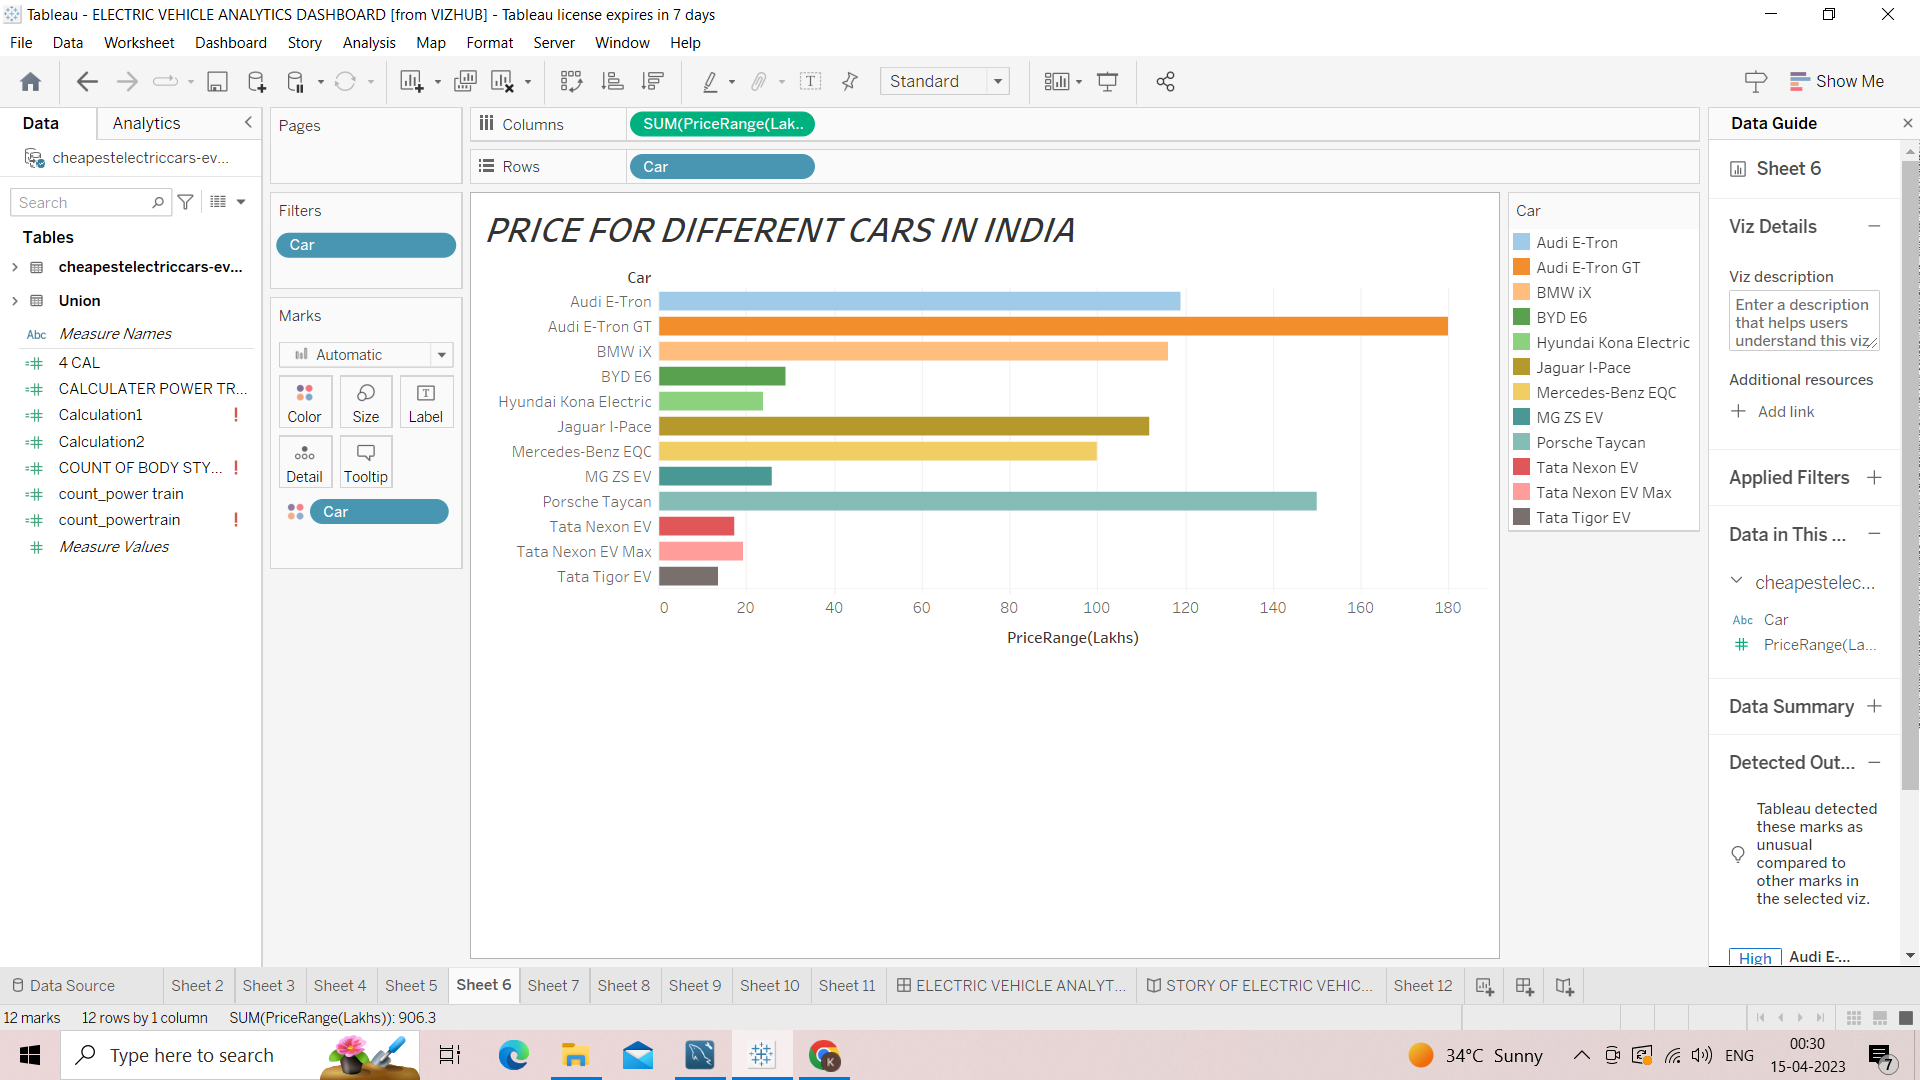 Tableau - ELECTRIC VEHICLE ANALYTICS DASHBOARD [from VIZHUB] - Tableau license expires in 7 days
File Data Worksheet Dashboard Story Analysis Map Format Server Window Help
Standard
Show Me
Data Analytics
cheapestelectriccars-ev...
Search
Tables
cheapestelectriccars-ev...
Union
Abc Measure Names
4 CAL
CALCULATER POWER TR...
Calculation1 !
Calculation2
COUNT OF BODY STY... !
count_power train
count_powertrain !
Measure Values
Pages
Filters
Car
Marks
Automatic
Color Size Label
Detail Tooltip
Car
Columns SUM(PriceRange(Lak..
Rows Car
PRICE FOR DIFFERENT CARS IN INDIA
Car
Audi E-Tron
Audi E-Tron GT
BMW iX
BYD E6
Hyundai Kona Electric
Jaguar I-Pace
Mercedes-Benz EQC
MG ZS EV
Porsche Taycan
Tata Nexon EV
Tata Nexon EV Max
Tata Tigor EV
0 20 40 60 80 100 120 140 160 180
PriceRange(Lakhs)
Car
Audi E-Tron
Audi E-Tron GT
BMW iX
BYD E6
Hyundai Kona Electric
Jaguar I-Pace
Mercedes-Benz EQC
MG ZS EV
Porsche Taycan
Tata Nexon EV
Tata Nexon EV Max
Tata Tigor EV
Data Guide
Sheet 6
Viz Details
Viz description
Enter a description
that helps users
understand this viz
Additional resources
Add link
Applied Filters
Data in This ...
cheapestelec...
Abc Car
PriceRange(La...
Data Summary
Detected Out...
Tableau detected
these marks as
unusual
compared to
other marks in
the selected viz.
High Audi E-...
Data Source Sheet 2 Sheet 3 Sheet 4 Sheet 5 Sheet 6 Sheet 7 Sheet 8 Sheet 9 Sheet 10 Sheet 11 ELECTRIC VEHICLE ANALYT... STORY OF ELECTRIC VEHIC... Sheet 12
12 marks 12 rows by 1 column SUM(PriceRange(Lakhs)): 906.3
Type here to search
K
34°C Sunny
ENG
00:30
15-04-2023
7